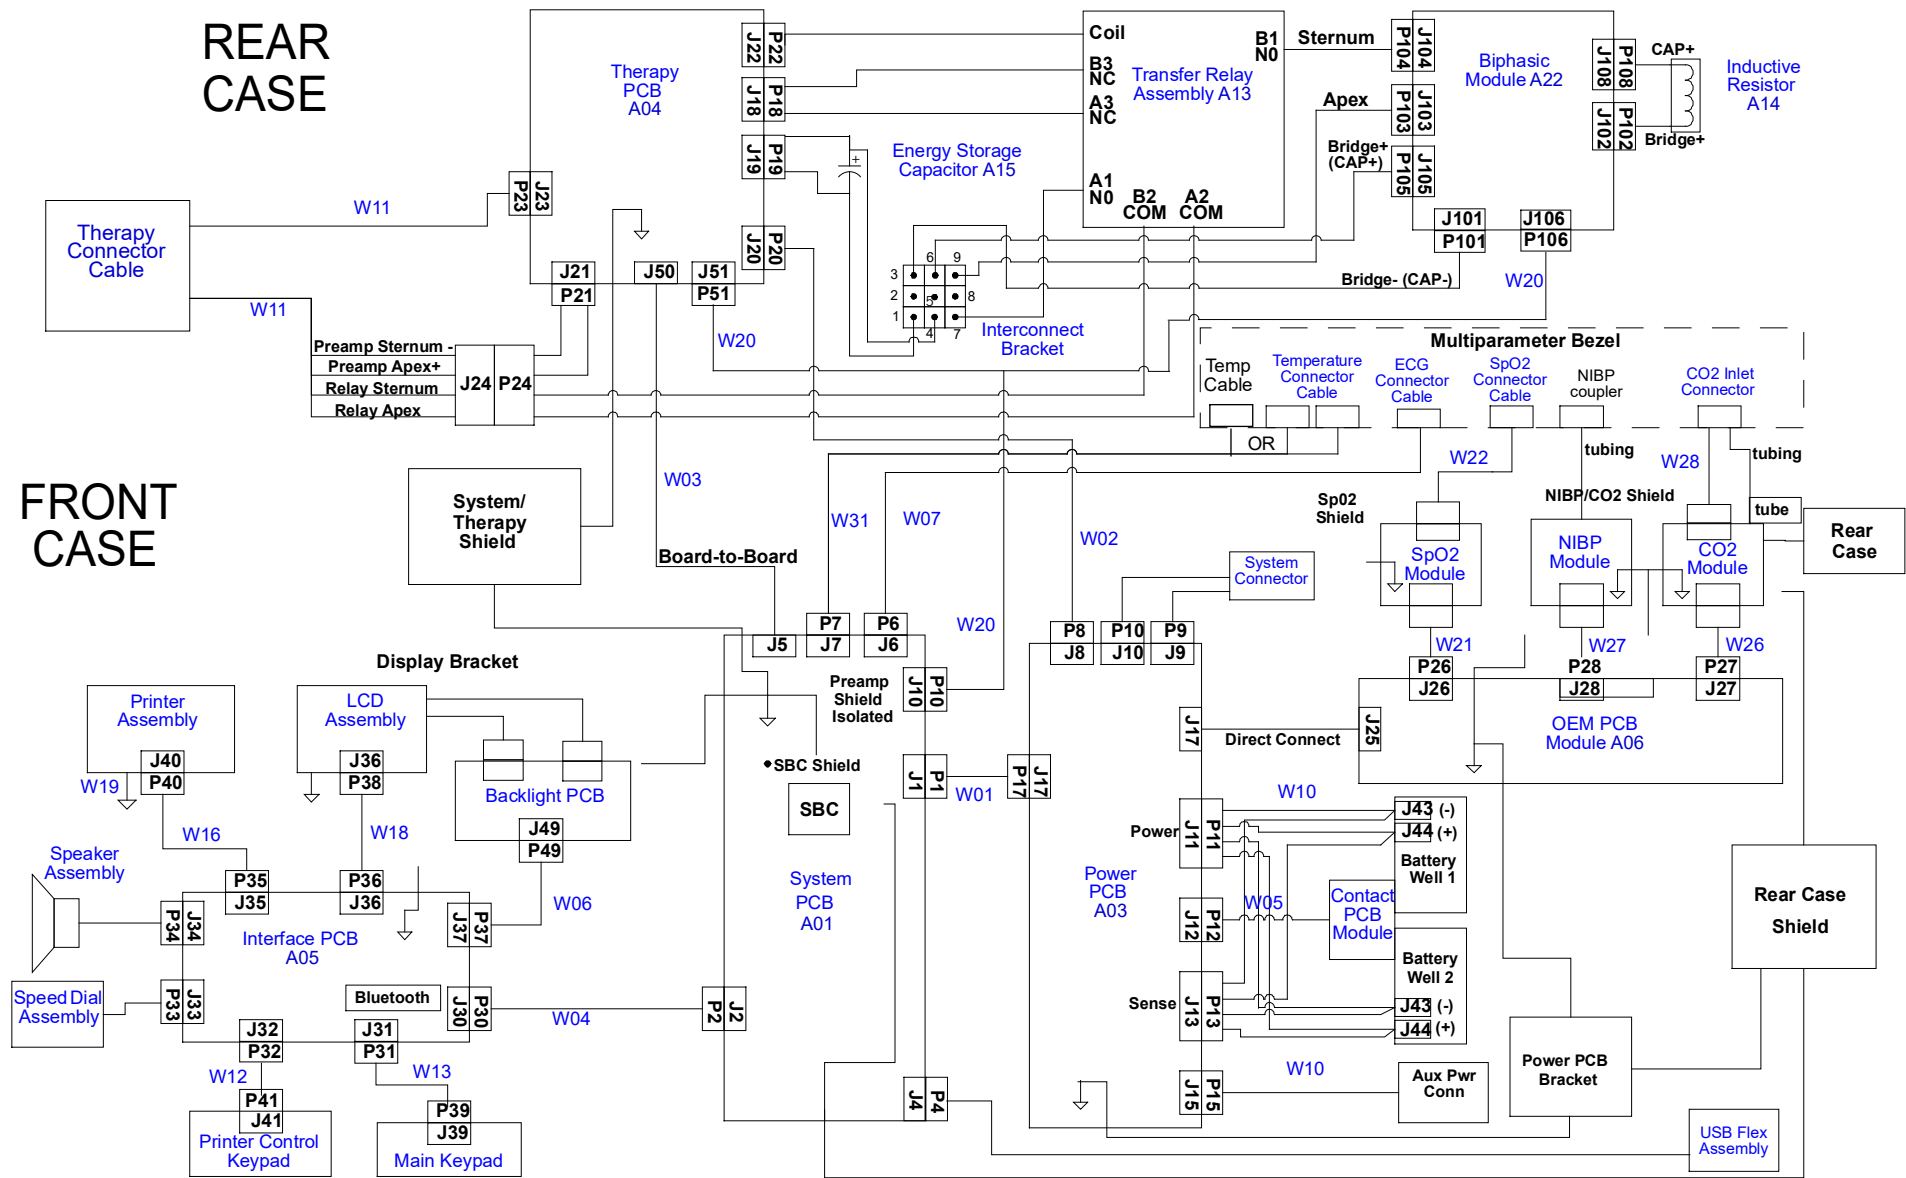 REAR
CASE
Therapy
PCB
A04
J22
P22
J18
P18
J19
P19
J20
P20
P23
J23
J21
P21
J50
J51
P51
Therapy
Connector
Cable
W11
W11
Preamp Sternum -
Preamp Apex+
Relay Sternum
Relay Apex
J24
P24
Energy Storage
Capacitor A15
+
Coil
B3
NC
A3
NC
A1
N0
B2
COM
A2
COM
B1
N0
Transfer Relay
Assembly A13
Sternum
Apex
Bridge+
(CAP+)
P104
J104
P103
J103
P105
J105
Biphasic
Module A22
J108
P108
J102
P102
J101
P101
J106
P106
CAP+
Bridge+
Inductive
Resistor
A14
Bridge- (CAP-)
W20
3
6
9
2
5
8
1
4
7
Interconnect
Bracket
W20
Multiparameter Bezel
Temp
Cable
Temperature
Connector
Cable
ECG
Connector
Cable
SpO2
Connector
Cable
NIBP
coupler
CO2 Inlet
Connector
OR
FRONT
CASE
System/
Therapy
Shield
W03
Board-to-Board
W31
W07
W02
W20
W22
tubing
W28
tubing
Sp02
Shield
NIBP/CO2 Shield
tube
Rear
Case
SpO2
Module
NIBP
Module
CO2
Module
System
Connector
W21
W27
W26
P26
J26
P28
J28
P27
J27
OEM PCB
Module A06
J25
Direct Connect
J17
J5
P7
J7
P6
J6
J10
P10
Preamp
Shield
Isolated
P8
J8
P10
J10
P9
J9
Display Bracket
Printer
Assembly
J40
P40
W19
W16
LCD
Assembly
J36
P38
W18
Backlight PCB
J49
P49
W06
SBC Shield
SBC
J1
P1
W01
P17
J17
System
PCB
A01
J2
P2
J4
P4
W04
Speaker
Assembly
Speed Dial
Assembly
P34
J34
P33
J33
P35
J35
P36
J36
J37
P37
J30
P30
Interface PCB
A05
Bluetooth
J32
P32
J31
P31
W12
W13
P41
J41
Printer Control
Keypad
P39
J39
Main Keypad
Power
PCB
A03
Power
J11
P11
J12
P12
Sense
J13
P13
J15
P15
W10
W05
W10
J43 (-)
J44 (+)
Battery
Well 1
Contact
PCB
Module
Battery
Well 2
J43 (-)
J44 (+)
Aux Pwr
Conn
Power PCB
Bracket
Rear Case
Shield
USB Flex
Assembly